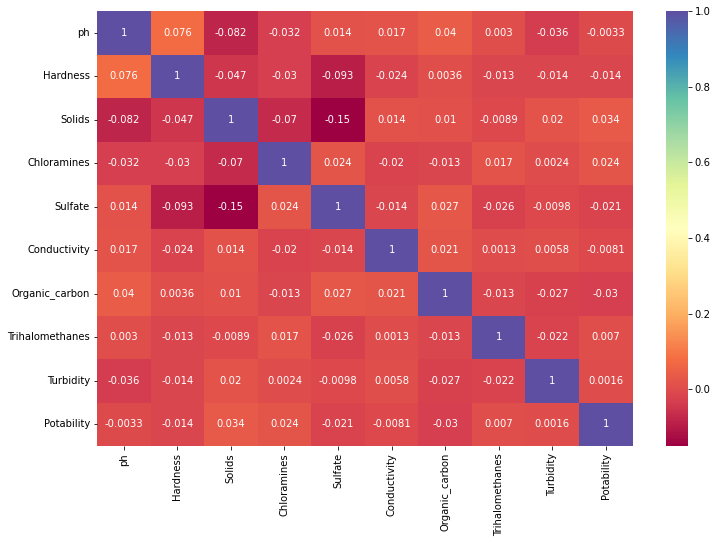 ph 1 0.076 -0.082 -0.032 0.014 0.017 0.04 0.003 -0.036 -0.0033
Hardness 0.076 1 -0.047 -0.03 -0.093 -0.024 0.0036 -0.013 -0.014 -0.014
Solids -0.082 -0.047 1 -0.07 -0.15 0.014 0.01 -0.0089 0.02 0.034
Chloramines -0.032 -0.03 -0.07 1 0.024 -0.02 -0.013 0.017 0.0024 0.024
Sulfate 0.014 -0.093 -0.15 0.024 1 -0.014 0.027 -0.026 -0.0098 -0.021
Conductivity 0.017 -0.024 0.014 -0.02 -0.014 1 0.021 0.0013 0.0058 -0.0081
Organic_carbon 0.04 0.0036 0.01 -0.013 0.027 0.021 1 -0.013 -0.027 -0.03
Trihalomethanes 0.003 -0.013 -0.0089 0.017 -0.026 0.0013 -0.013 1 -0.022 0.007
Turbidity -0.036 -0.014 0.02 0.0024 -0.0098 0.0058 -0.027 -0.022 1 0.0016
Potability -0.0033 -0.014 0.034 0.024 -0.021 -0.0081 -0.03 0.007 0.0016 1
ph
Hardness
Solids
Chloramines
Sulfate
Conductivity
Organic_carbon
Trihalomethanes
Turbidity
Potability
1.0
0.8
0.6
0.4
0.2
0.0